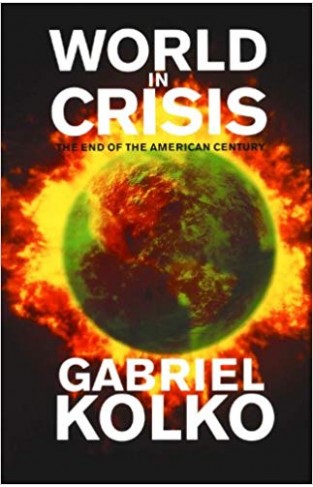 WORLD
IN
CRISIS
THE END OF THE AMERICAN CENTURY
GABRIEL
KOLKO